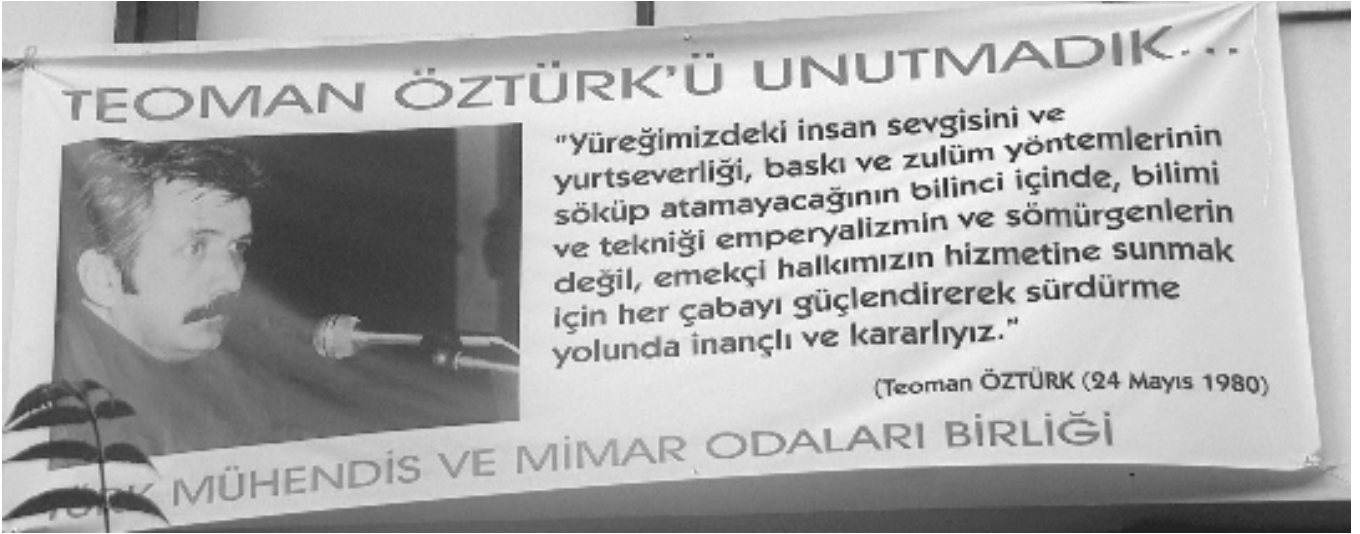 TEOMAN ÖZTÜRK'Ü UNUTMADIK...
"Yüreğimizdeki insan sevgisini ve
yurtseverliği, baskı ve zulüm yöntemlerinin
söküp atamayacağının bilinci içinde, bilimi
ve tekniği emperyalizmin ve sömürgenlerin
değil, emekçi halkımızın hizmetine sunmak
için her çabayı güçlendirerek sürdürme
yolunda inançlı ve kararlıyız."
(Teoman ÖZTÜRK (24 Mayıs 1980)
TÜRK MÜHENDİS VE MİMAR ODALARI BİRLİĞİ